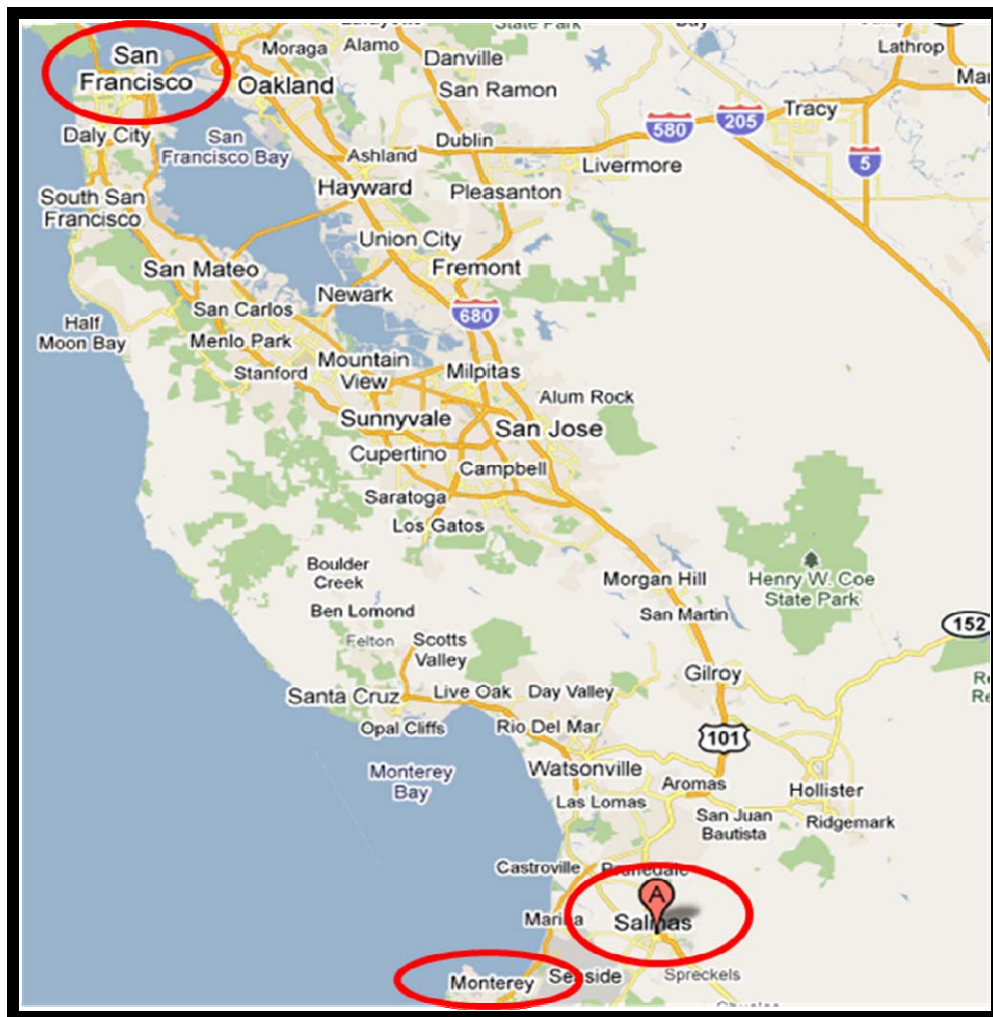 State Park
San
Francisco
Moraga
Alamo
Danville
Lathrop
Oakland
San Ramon
Tracy
205
580
Daly City
San
Francisco Bay
Dublin
Ashland
Livermore
5
Hayward
Pleasanton
South San
Francisco
Union City
San Mateo
Fremont
Newark
San Carlos
680
Half
Moon Bay
Menlo Park
Mountain
View
Stanford
Milpitas
Alum Rock
Sunnyvale
San Jose
Cupertino
Campbell
Saratoga
Los Gatos
Boulder
Creek
Morgan Hill
Henry W. Coe
State Park
Ben Lomond
San Martin
152
Felton
Scotts
Valley
Gilroy
Santa Cruz
Live Oak
Day Valley
Opal Cliffs
Rio Del Mar
101
Monterey
Bay
Watsonville
Aromas
Hollister
Las Lomas
San Juan
Bautista
Ridgemark
Castroville
Prunedale
A
Marina
Salinas
Monterey
Seaside
Spreckels